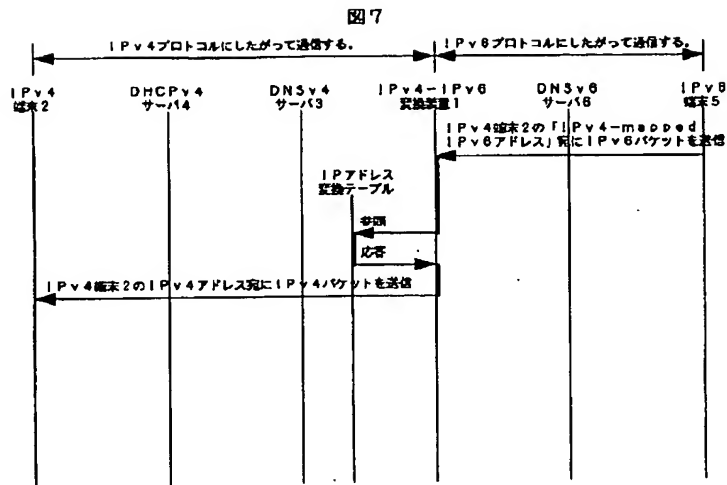 図7
IPv4プロトコルにしたがって通信する。
IPv6プロトコルにしたがって通信する。
IPv4
端末2
DHCPv4
サーバ4
DNSv4
サーバ3
IPv4-IPv6
変換装置1
DNSv6
サーバ6
IPv6
端末5
IPv4端末2の「IPv4-mapped
IPv6アドレス」宛にIPv6パケットを送信
IPアドレス
変換テーブル
参照
応答
IPv4端末2のIPv4アドレス宛にIPv4パケットを送信